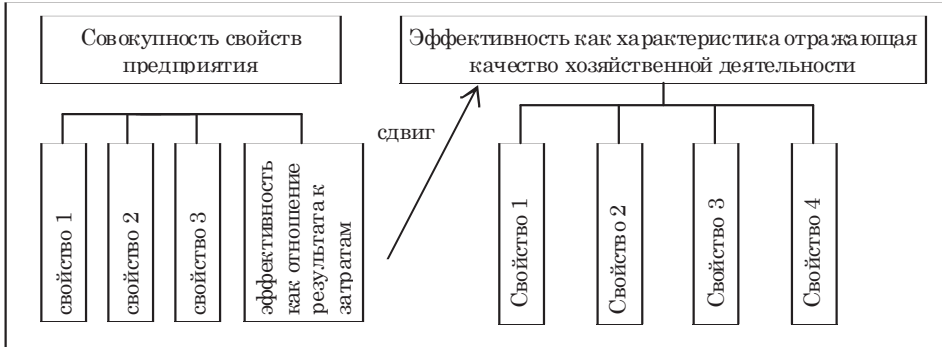 Совокупность свойств
предприятия
Эффективность как характеристика отражающая
качество хозяйственной деятельности
сдвиг
свойство 1
свойство 2
свойство 3
эффективность
как отношение
результата к
затратам
Свойство 1
Свойство 2
Свойство 3
Свойство 4